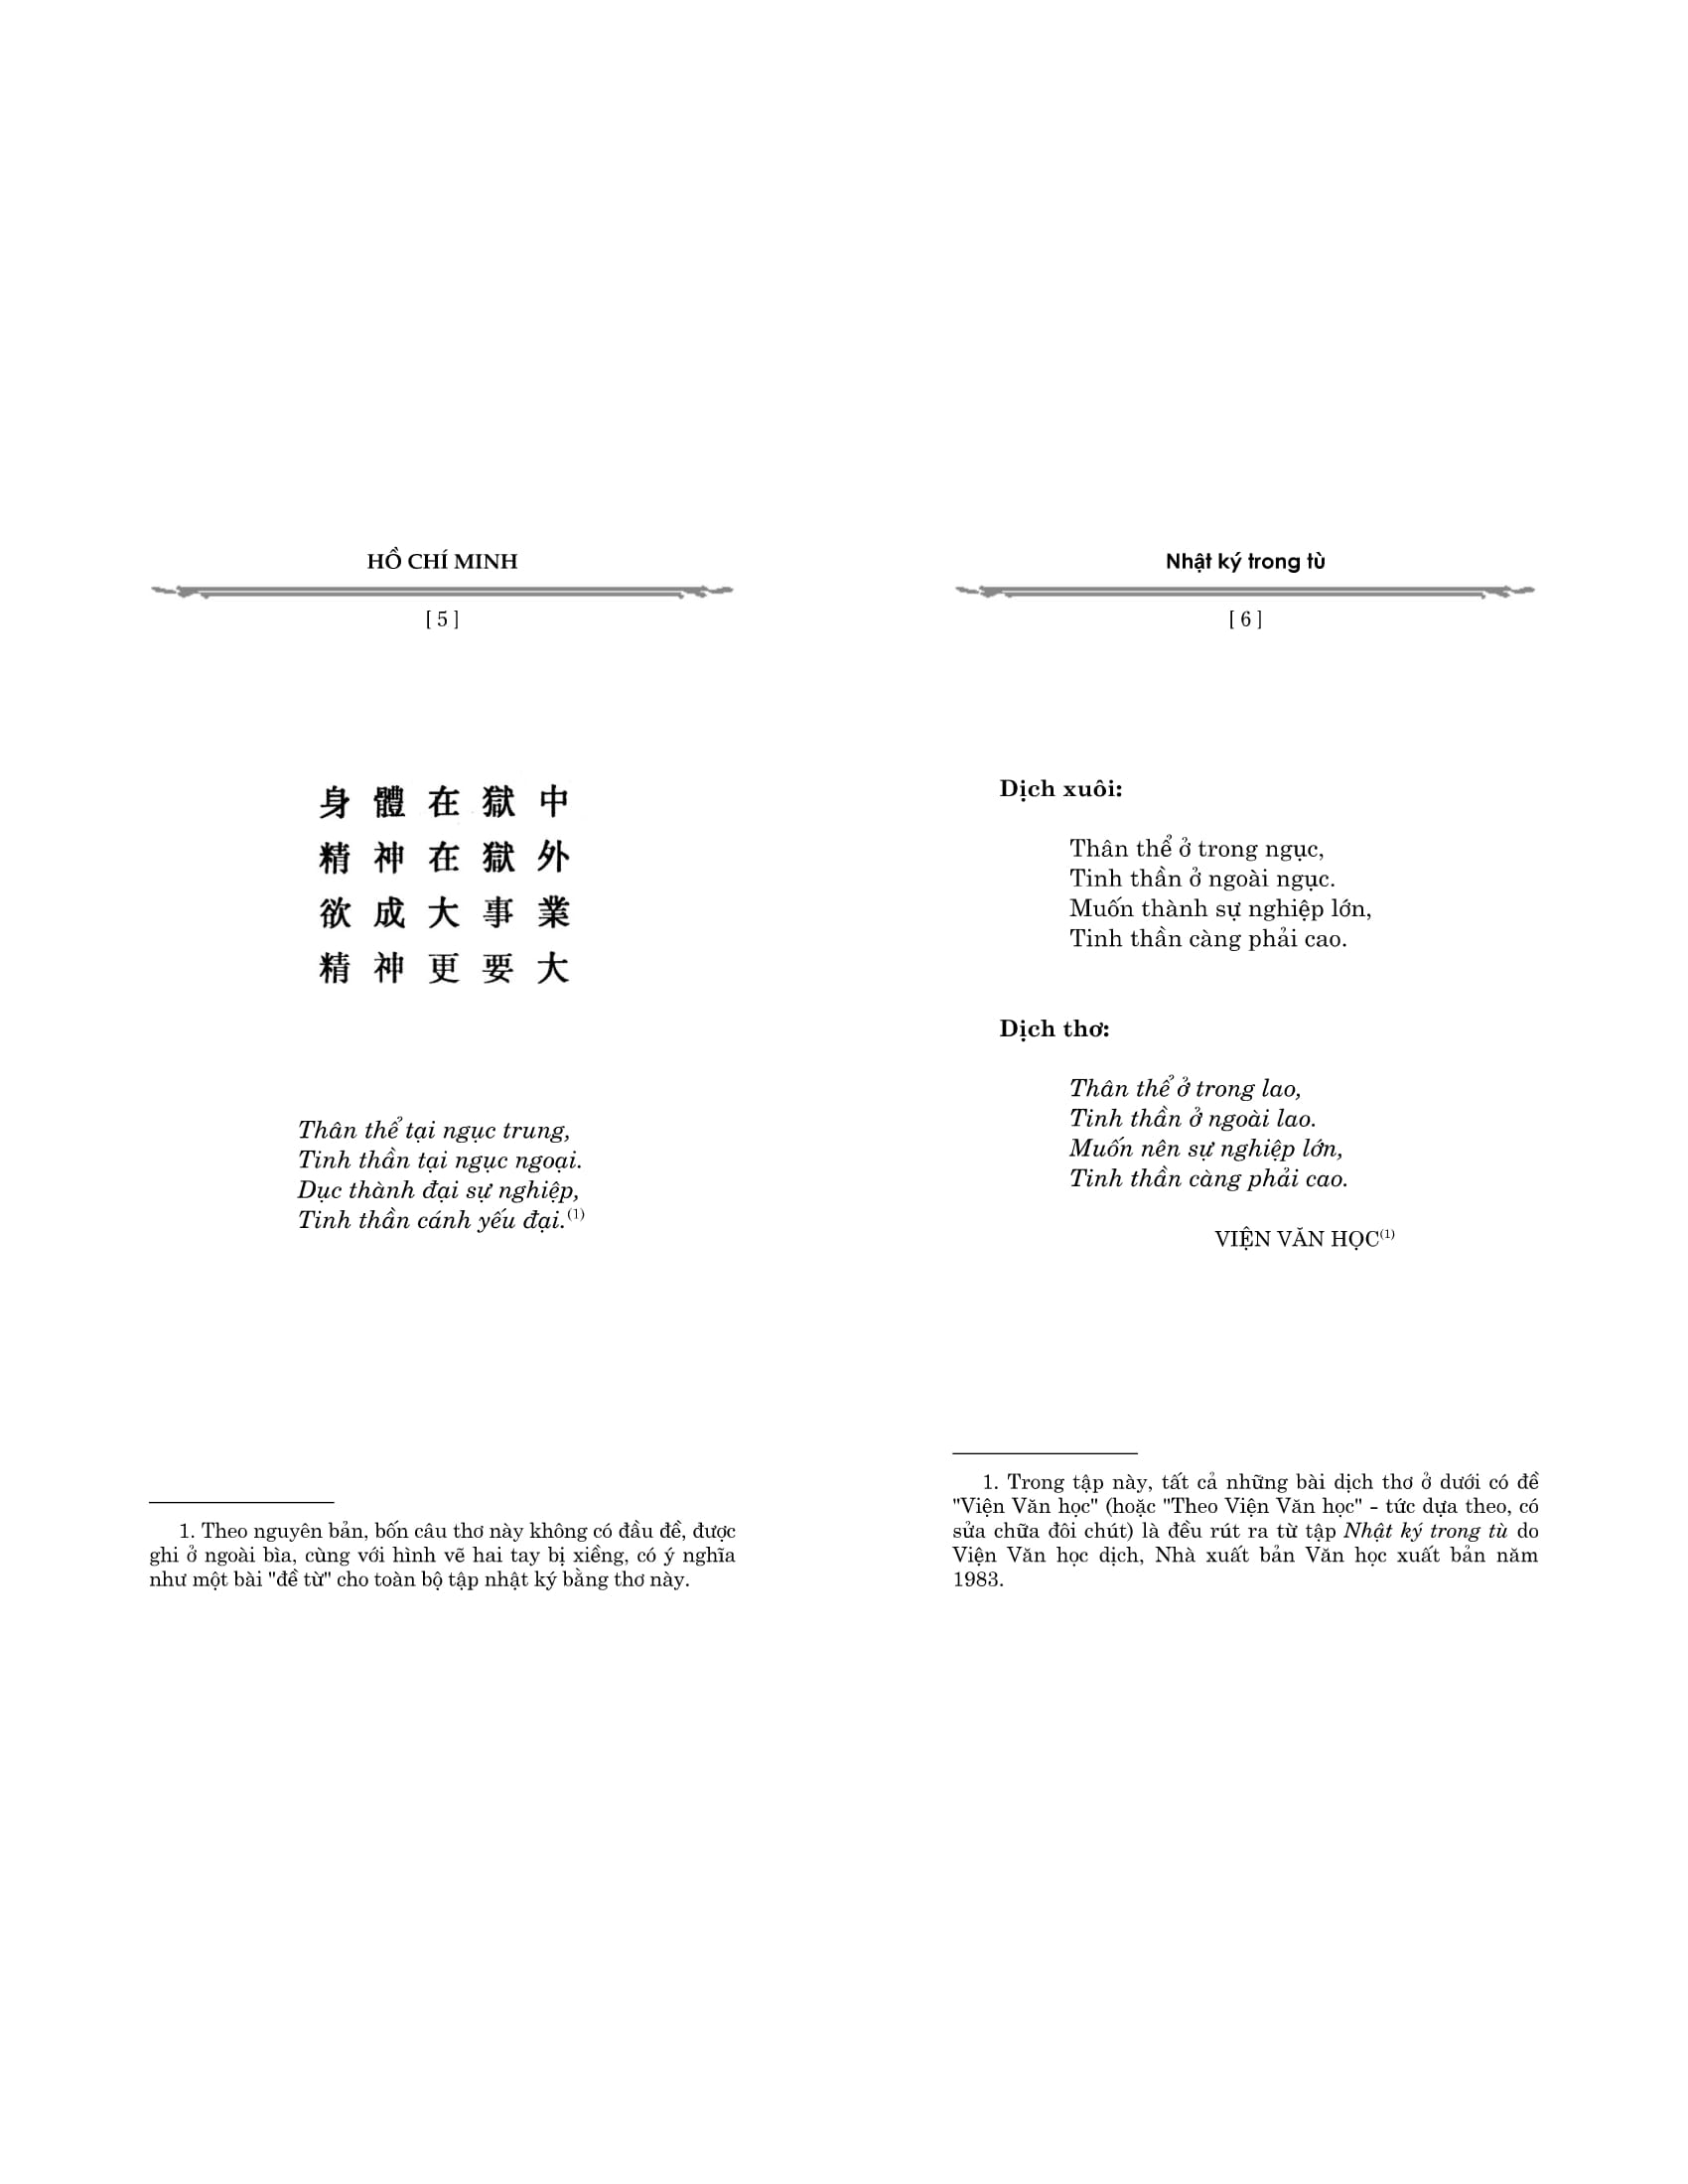 HỒ CHÍ MINH
[ 5 ]
身 體 在 獄 中
精 神 在 獄 外
欲 成 大 事 業
精 神 更 要 大
Thân thể tại ngục trung,
Tinh thần tại ngục ngoại.
Dục thành đại sự nghiệp,
Tinh thần cánh yếu đại.(1)
1. Theo nguyên bản, bốn câu thơ này không có đầu đề, được
ghi ở ngoài bìa, cùng với hình vẽ hai tay bị xiềng, có ý nghĩa
như một bài "đề từ" cho toàn bộ tập nhật ký bằng thơ này.
Nhật ký trong tù
[ 6 ]
Dịch xuôi:
Thân thể ở trong ngục,
Tinh thần ở ngoài ngục.
Muốn thành sự nghiệp lớn,
Tinh thần càng phải cao.
Dịch thơ:
Thân thể ở trong lao,
Tinh thần ở ngoài lao.
Muốn nên sự nghiệp lớn,
Tinh thần càng phải cao.
VIỆN VĂN HỌC(1)
1. Trong tập này, tất cả những bài dịch thơ ở dưới có đề
"Viện Văn học" (hoặc "Theo Viện Văn học" - tức dựa theo, có
sửa chữa đôi chút) là đều rút ra từ tập Nhật ký trong tù do
Viện Văn học dịch, Nhà xuất bản Văn học xuất bản năm
1983.